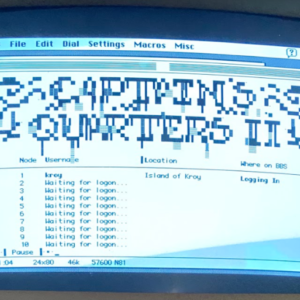 File Edit Dial Settings Macros Misc
CAPTAIN'S
QUARTERS II
Node Username Location Where on BBS
1 kroy Island of Kroy Logging In
2 Waiting for logon...
3 Waiting for logon...
4 Waiting for logon...
5 Waiting for logon...
6 Waiting for logon...
7 Waiting for logon...
8 Waiting for logon...
9 Waiting for logon...
10 Waiting for logon...
Pause
:04 24x80 46k 57600 N81